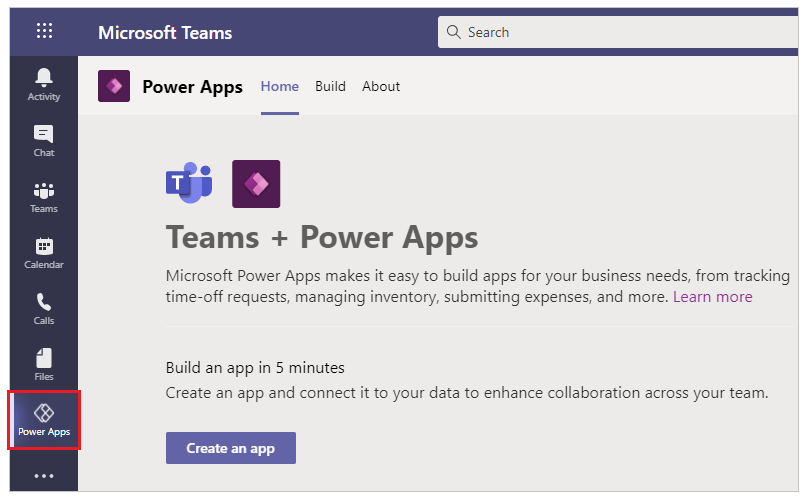 Microsoft Teams
Search
Activity
Chat
Teams
Calendar
Calls
Files
Power Apps
Power Apps Home Build About
T
Teams + Power Apps
Microsoft Power Apps makes it easy to build apps for your business needs, from tracking
time-off requests, managing inventory, submitting expenses, and more. Learn more
Build an app in 5 minutes
Create an app and connect it to your data to enhance collaboration across your team.
Create an app